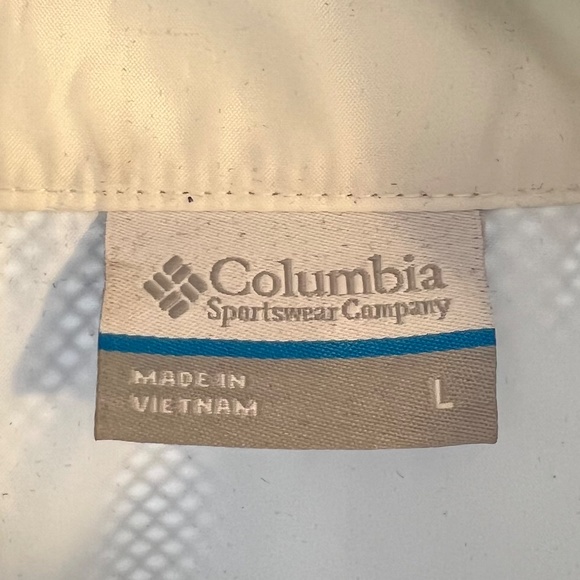 Columbia
Sportswear Company
MADE IN
VIETNAM
L